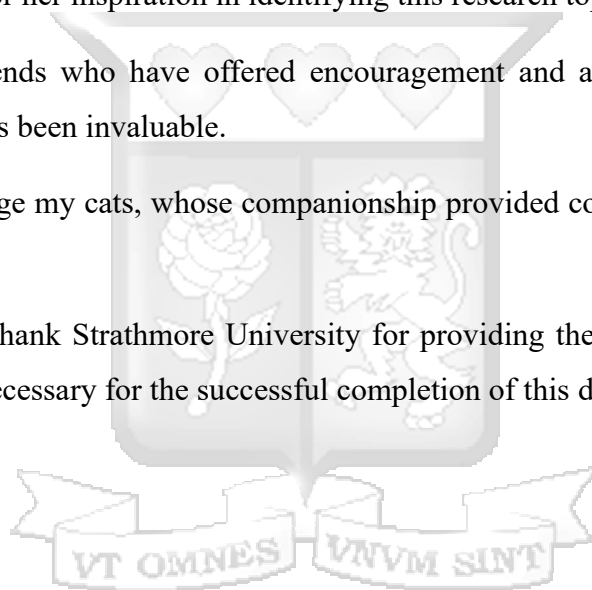 her inspiration in identifying this research
ends who have offered encouragement and a
s been invaluable.
ge my cats, whose companionship provided co
hank Strathmore University for providing the
ecessary for the successful completion of this d
VT OMNES VNVM SINT